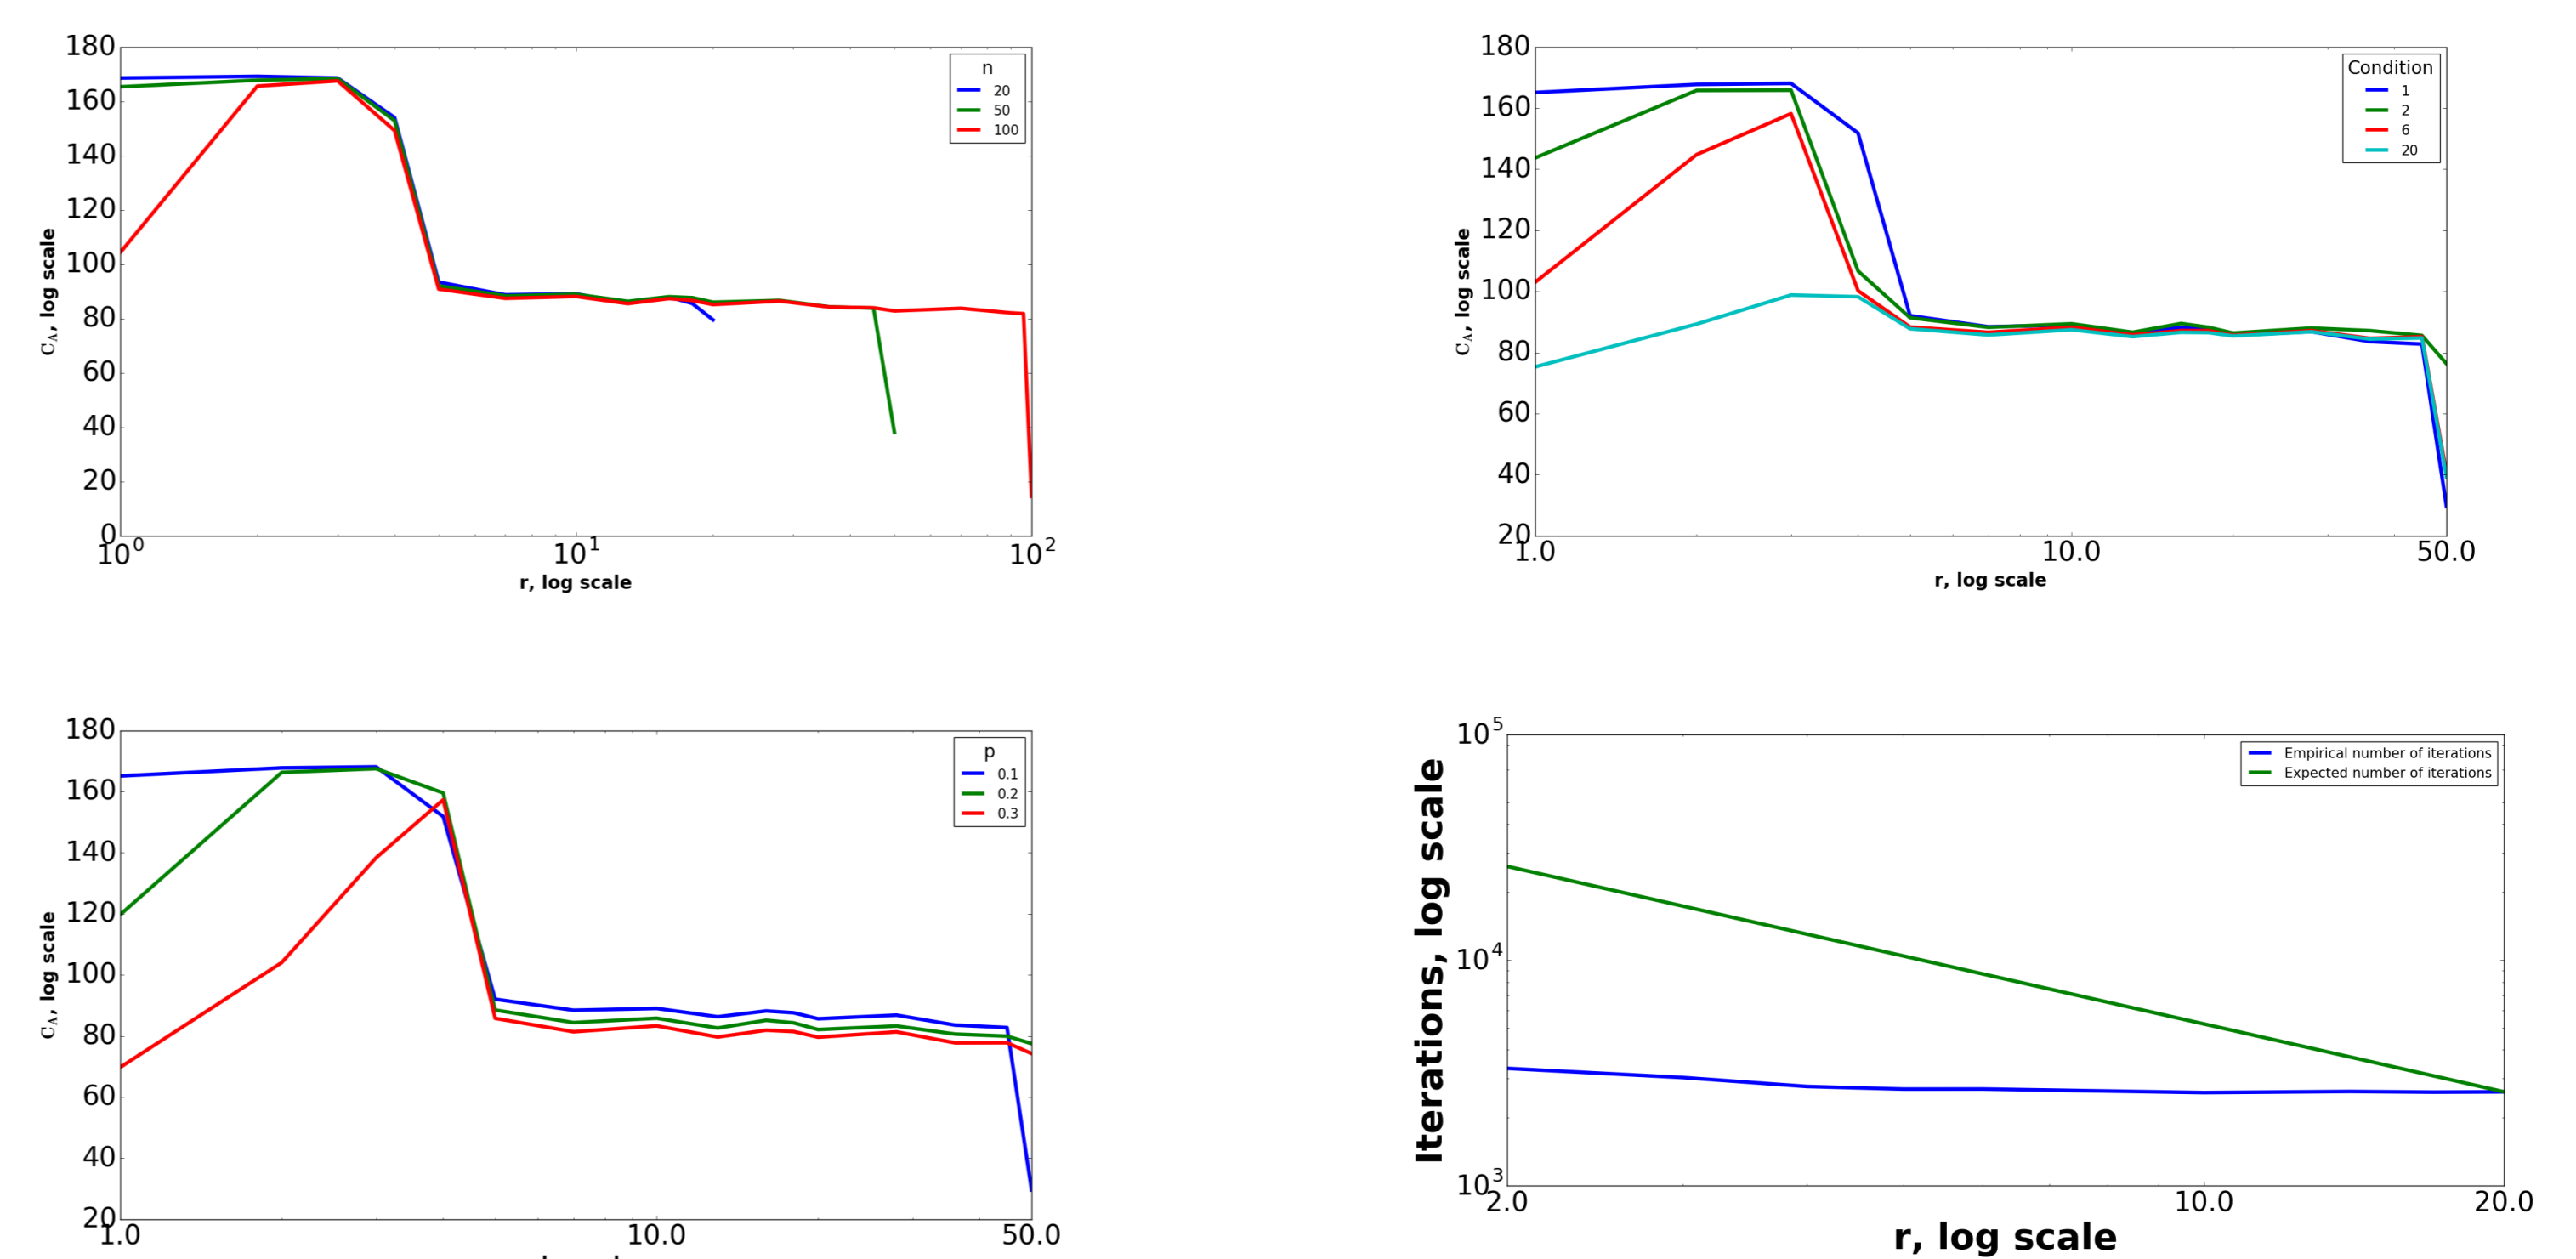 180
160
140
120
100
80
60
40
20
0
C_Λ, log scale
10^0 10^1 10^2
r, log scale
n
20
50
100
180
160
140
120
100
80
60
40
20
C_Λ, log scale
1.0 10.0 50.0
r, log scale
Condition
1
2
6
20
180
160
140
120
100
80
60
40
20
C_Λ, log scale
1.0 10.0 50.0
p
0.1
0.2
0.3
10^5
10^4
10^3
Iterations, log scale
2.0 10.0 20.0
r, log scale
Empirical number of iterations
Expected number of iterations